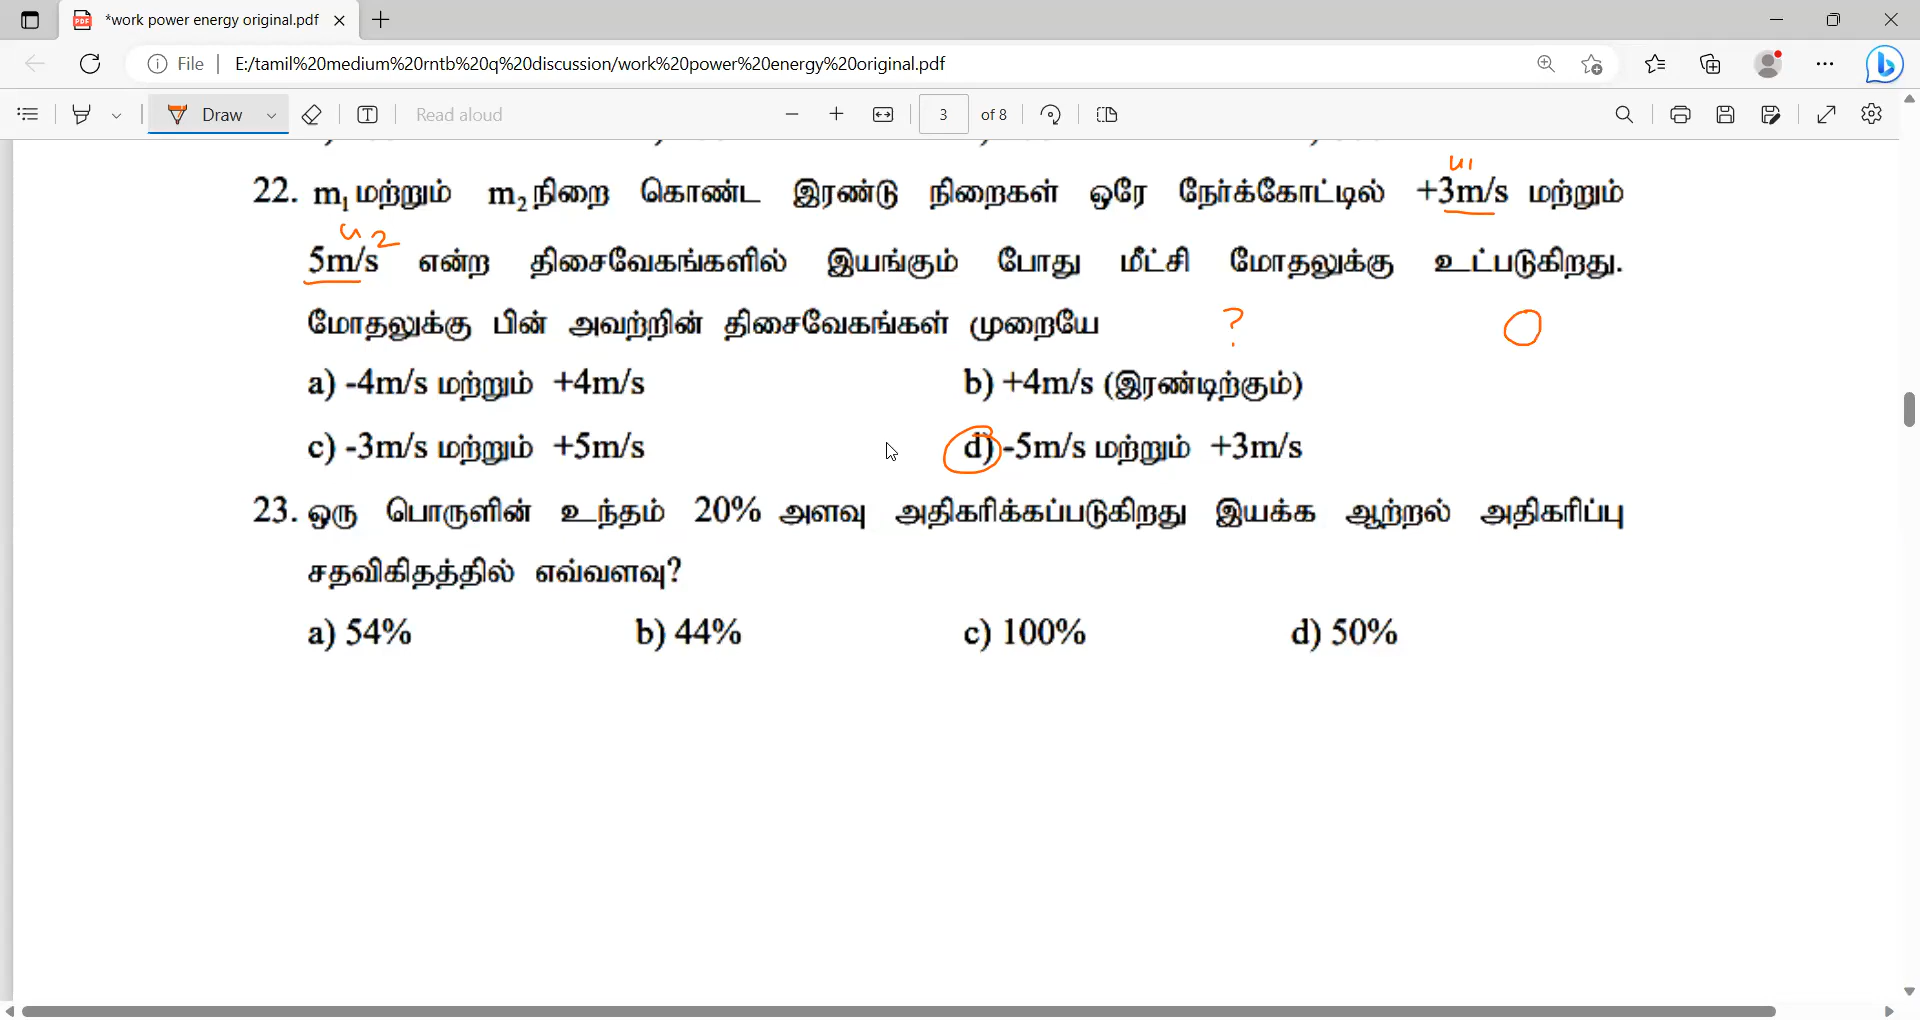 *work power energy original.pdf
File | E:/tamil%20medium%20rntb%20q%20discussion/work%20power%20energy%20original.pdf
Draw Read aloud 3 of 8
u1
22. m₁ மற்றும் m₂ நிறை கொண்ட இரண்டு நிறைகள் ஒரே நேர்க்கோட்டில் +3m/s மற்றும்
u2
5m/s என்ற திசைவேகங்களில் இயங்கும் போது மீட்சி மோதலுக்கு உட்படுகிறது.
மோதலுக்கு பின் அவற்றின் திசைவேகங்கள் முறையே ?
a) -4m/s மற்றும் +4m/s b) +4m/s (இரண்டிற்கும்)
c) -3m/s மற்றும் +5m/s d) -5m/s மற்றும் +3m/s
23. ஒரு பொருளின் உந்தம் 20% அளவு அதிகரிக்கப்படுகிறது இயக்க ஆற்றல் அதிகரிப்பு
சதவிகிதத்தில் எவ்வளவு?
a) 54% b) 44% c) 100% d) 50%